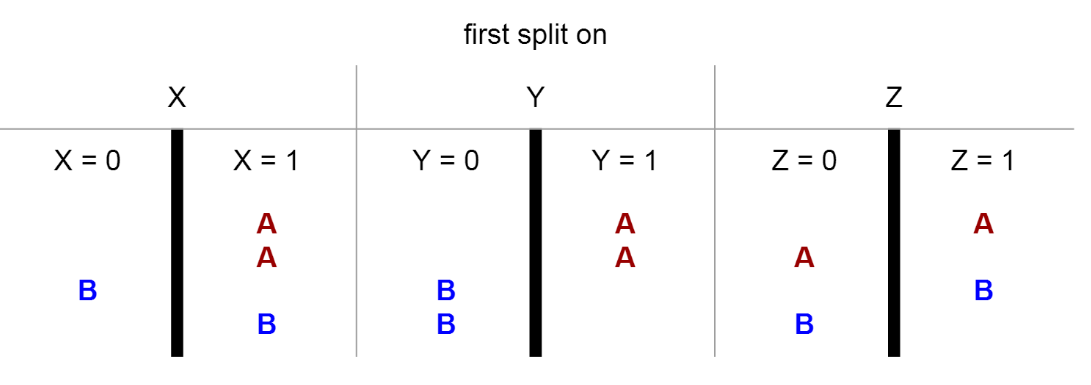 first split on
X Y Z
X = 0 X = 1 Y = 0 Y = 1 Z = 0 Z = 1
A A A
A A A
B B B
B B B